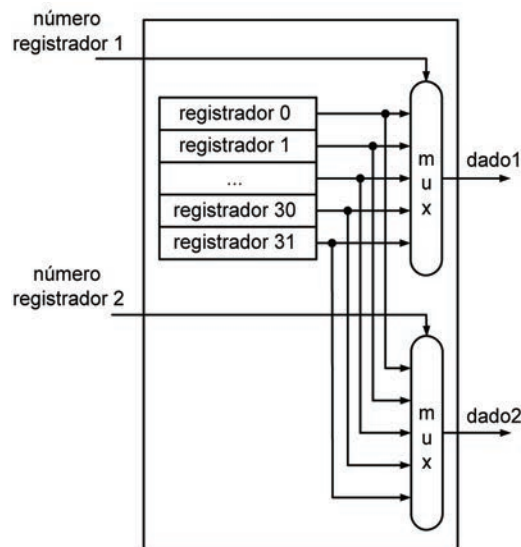 número
registrador 1
registrador 0
registrador 1
...
registrador 30
registrador 31
m
u
x
dado1
número
registrador 2
m
u
x
dado2